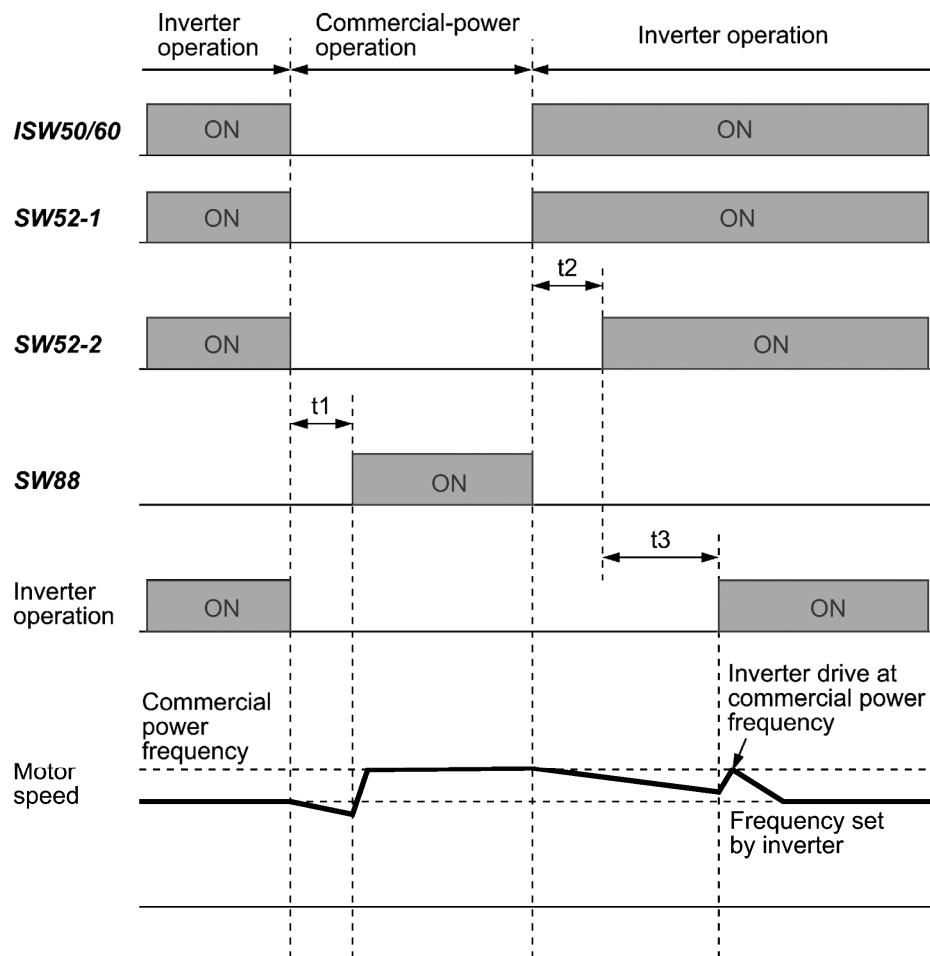 Inverter
operation
Commercial-power
operation
Inverter operation
ISW50/60
ON
ON
SW52-1
ON
ON
t2
SW52-2
ON
ON
t1
SW88
ON
t3
Inverter
operation
ON
ON
Commercial
power
frequency
Inverter drive at
commercial power
frequency
Motor
speed
Frequency set
by inverter